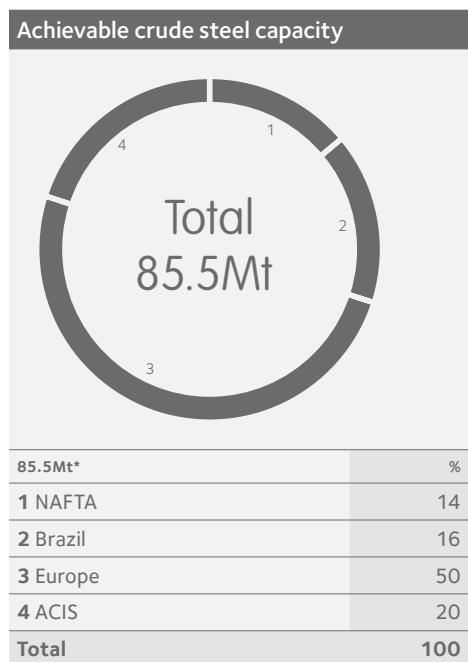 Achievable crude steel capacity
1
4
Total
2
85.5Mt
3
85.5Mt* %
1 NAFTA 14
2 Brazil 16
3 Europe 50
4 ACIS 20
Total 100